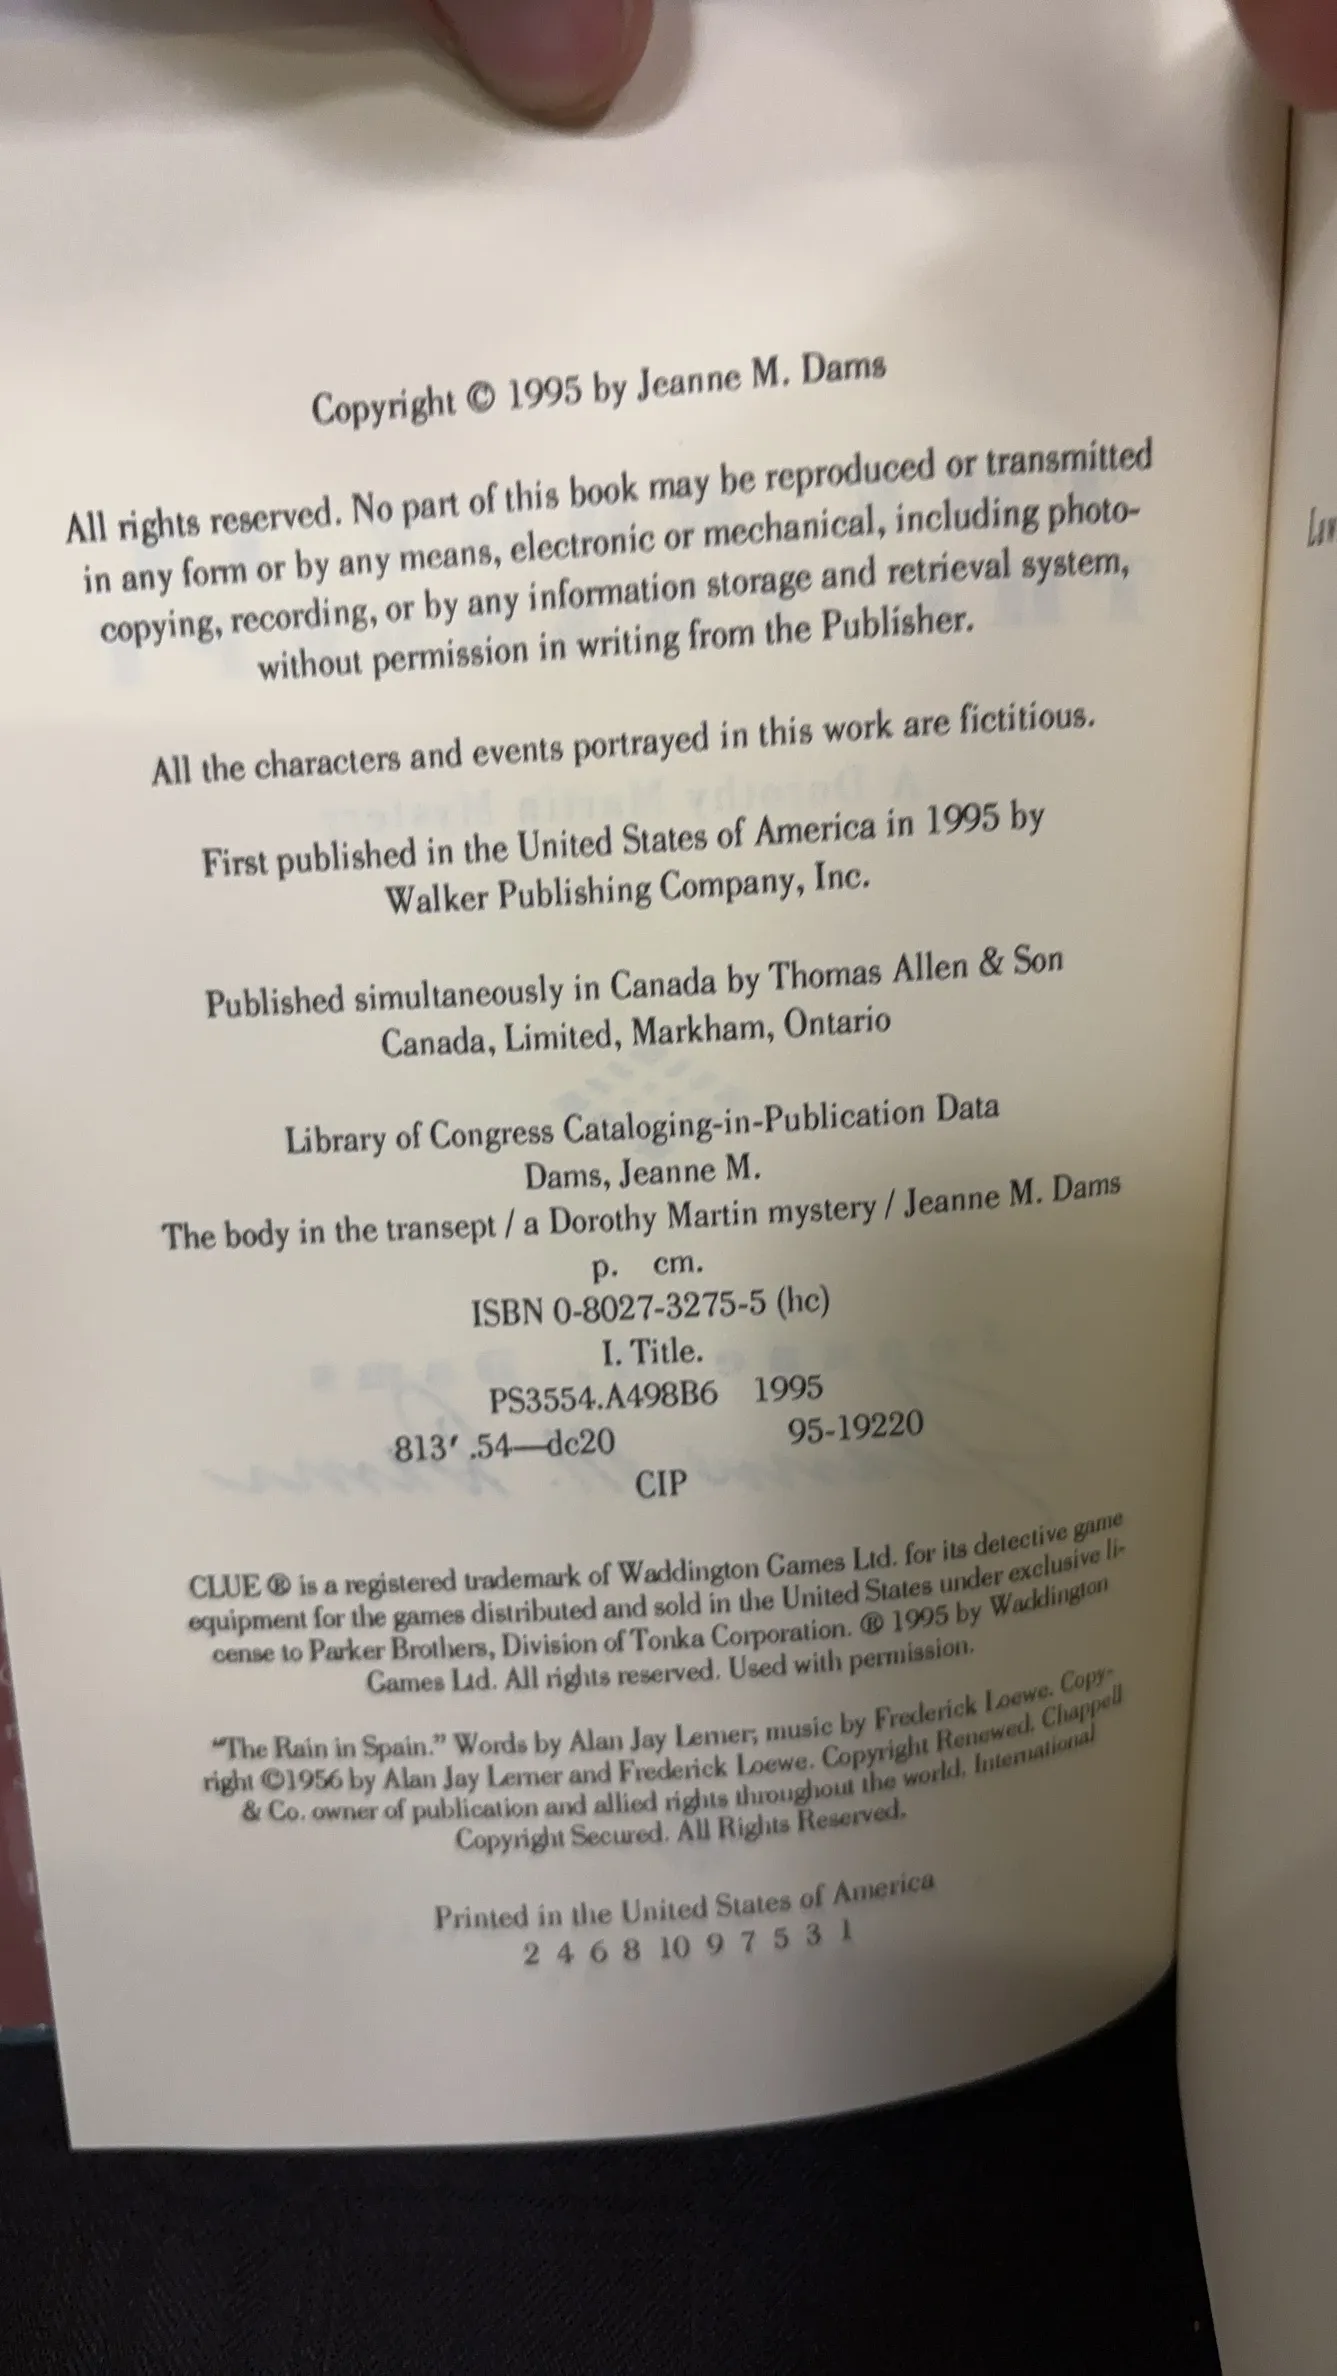 Copyright © 1995 by Jeanne M. Dams
All rights reserved. No part of this book may be reproduced or transmitted
in any form or by any means, electronic or mechanical, including photo-
copying, recording, or by any information storage and retrieval system,
without permission in writing from the Publisher.
All the characters and events portrayed in this work are fictitious.
First published in the United States of America in 1995 by
Walker Publishing Company, Inc.
Published simultaneously in Canada by Thomas Allen & Son
Canada, Limited, Markham, Ontario
Library of Congress Cataloging-in-Publication Data
Dams, Jeanne M.
The body in the transept / a Dorothy Martin mystery / Jeanne M. Dams
p. cm.
ISBN 0-8027-3275-5 (hc)
I. Title.
PS3554.A498B6 1995
813′ .54—dc20 95-19220
CIP
CLUE ® is a registered trademark of Waddington Games Ltd. for its detective game
equipment for the games distributed and sold in the United States under exclusive li-
cense to Parker Brothers, Division of Tonka Corporation. ® 1995 by Waddington
Games Ltd. All rights reserved. Used with permission.
"The Rain in Spain." Words by Alan Jay Lerner; music by Frederick Loewe. Copy-
right ©1956 by Alan Jay Lerner and Frederick Loewe. Copyright Renewed. Chappell
& Co. owner of publication and allied rights throughout the world. International
Copyright Secured. All Rights Reserved.
Printed in the United States of America
2 4 6 8 10 9 7 5 3 1